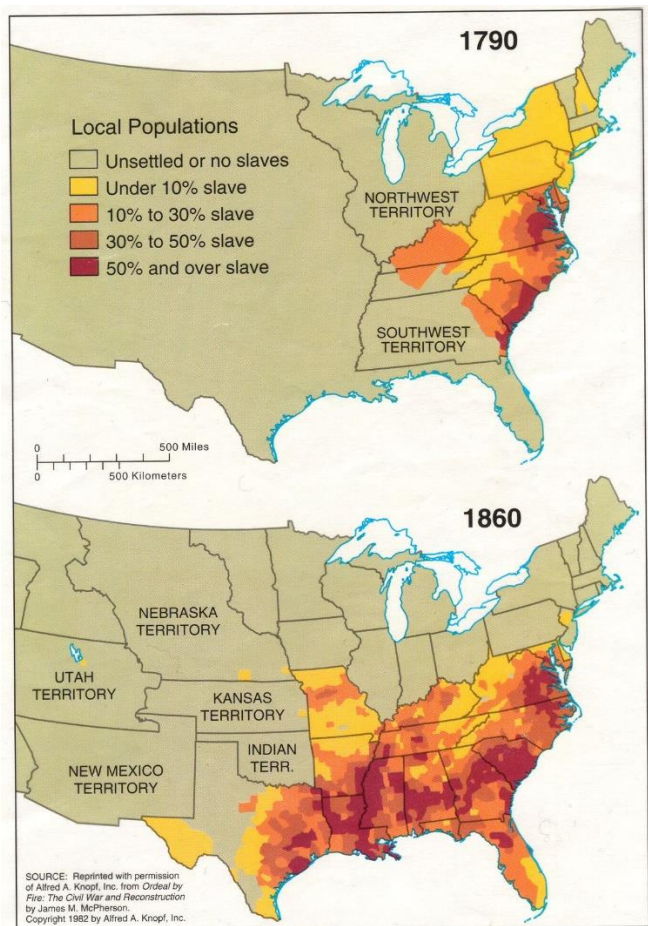 1790
Local Populations
Unsettled or no slaves
Under 10% slave
10% to 30% slave
30% to 50% slave
50% and over slave
NORTHWEST
TERRITORY
SOUTHWEST
TERRITORY
0 500 Miles
0 500 Kilometers
1860
NEBRASKA
TERRITORY
UTAH
TERRITORY
KANSAS
TERRITORY
INDIAN
TERR.
NEW MEXICO
TERRITORY
SOURCE: Reprinted with permission
of Alfred A. Knopf, Inc. from Ordeal by
Fire: The Civil War and Reconstruction
by James M. McPherson.
Copyright 1982 by Alfred A. Knopf, Inc.